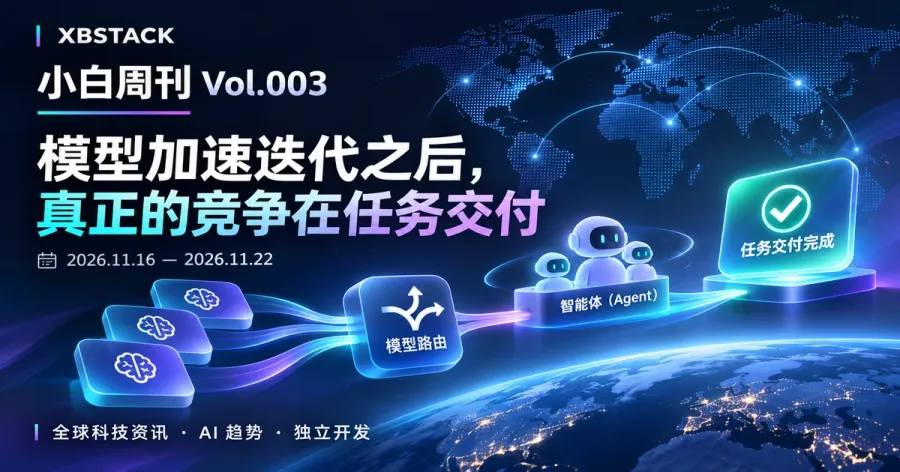 XBSTACK
小白周刊 Vol.003
模型加速迭代之后，
真正的竞争在任务交付
2026.11.16 — 2026.11.22
模型路由
智能体（Agent）
任务交付完成
全球科技资讯 · AI 趋势 · 独立开发